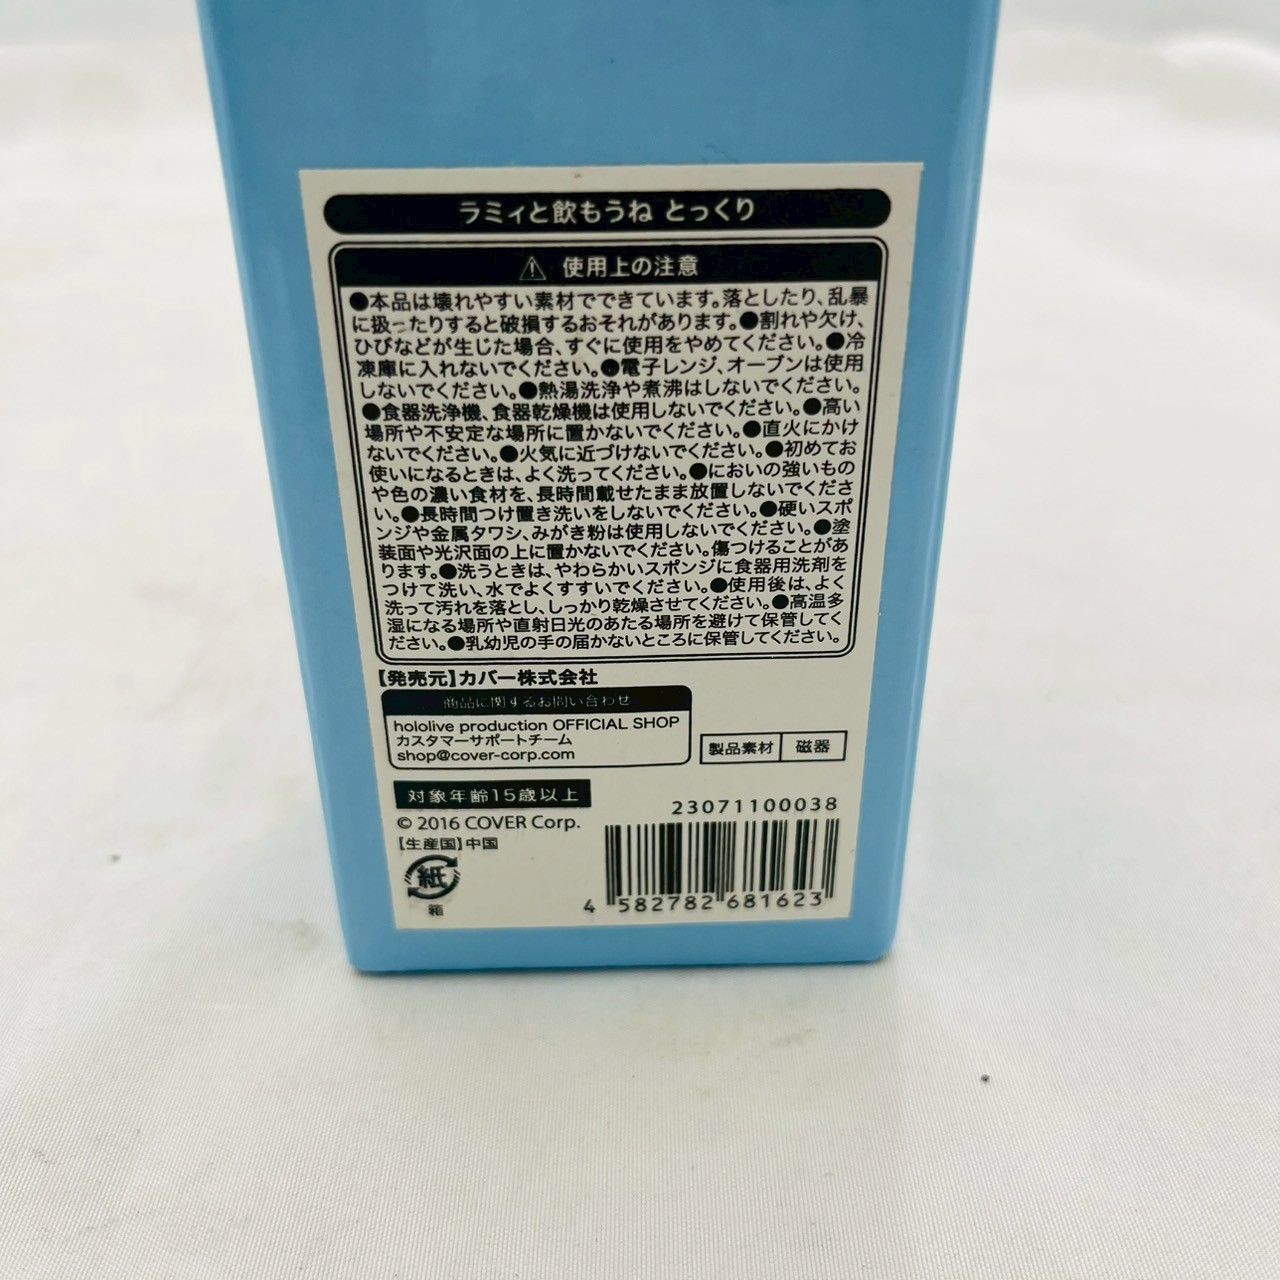 ラミィと飲もうね とっくり
⚠ 使用上の注意
●本品は壊れやすい素材でできています。落としたり、乱暴
に扱ったりすると破損するおそれがあります。●割れや欠け、
ひびなどが生じた場合、すぐに使用をやめてください。●冷
凍庫に入れないでください。●電子レンジ、オーブンは使用
しないでください。●熱湯洗浄や煮沸はしないでください。
●食器洗浄機、食器乾燥機は使用しないでください。●高い
場所や不安定な場所に置かないでください。●直火にかけ
ないでください。●火気に近づけないでください。●初めてお
使いになるときは、よく洗ってください。●においの強いもの
や色の濃い食材を、長時間載せたまま放置しないでくださ
い。●長時間つけ置き洗いをしないでください。●硬いスポ
ンジや金属タワシ、みがき粉は使用しないでください。●塗
装面や光沢面の上に置かないでください。傷つけることがあ
ります。●洗うときは、やわらかいスポンジに食器用洗剤を
つけて洗い、水でよくすすいでください。●使用後は、よく
洗って汚れを落とし、しっかり乾燥させてください。●高温多
湿になる場所や直射日光のあたる場所を避けて保管してく
ださい。●乳幼児の手の届かないところに保管してください。
【発売元】カバー株式会社
商品に関するお問い合わせ
hololive production OFFICIAL SHOP
カスタマーサポートチーム
shop@cover-corp.com
製品素材 磁器
対象年齢15歳以上
© 2016 COVER Corp.
【生産国】中国
紙
箱
23071100038
4 582782 681623